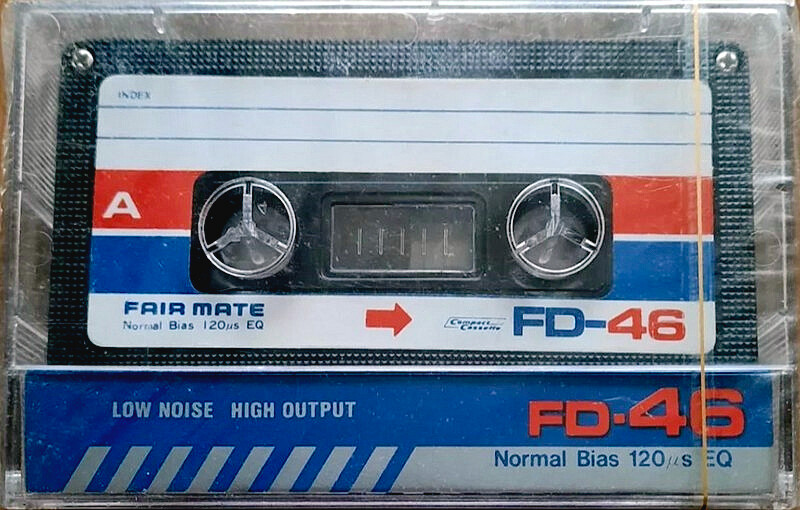 INDEX
A
FAIR MATE
Normal Bias 120μs EQ
Compact Cassette
FD-46
LOW NOISE HIGH OUTPUT
FD·46
Normal Bias 120μs EQ